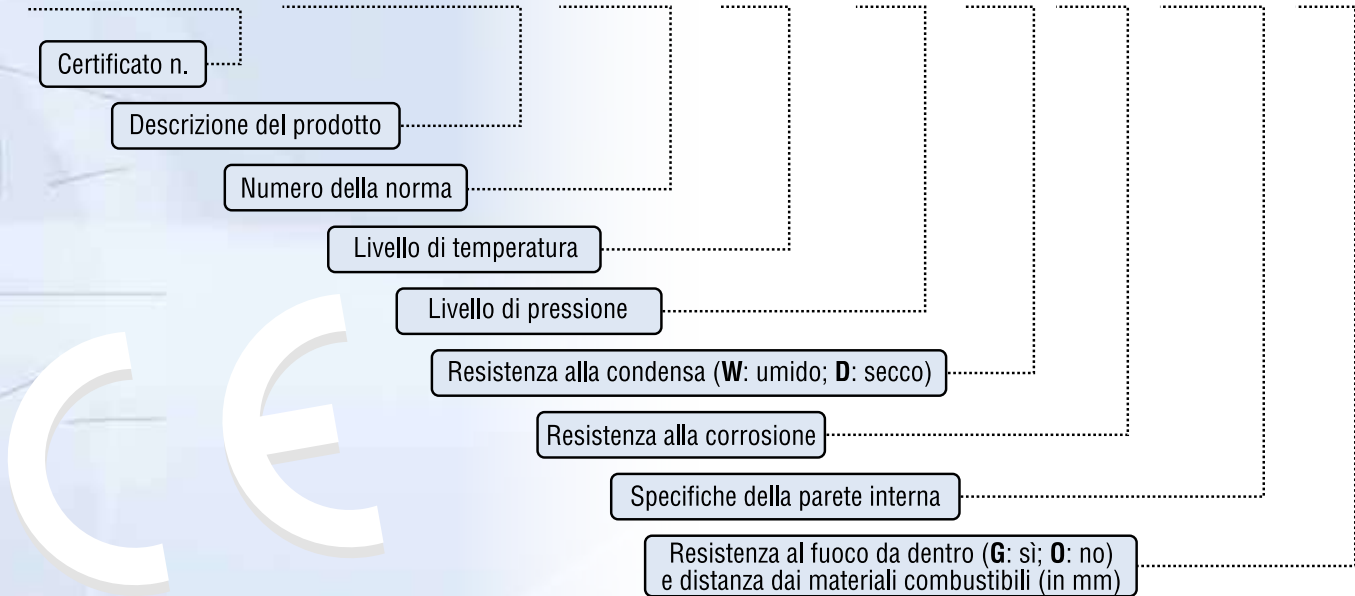 Certificato n.
Descrizione del prodotto
Numero della norma
Livello di temperatura
Livello di pressione
Resistenza alla condensa (W: umido; D: secco)
Resistenza alla corrosione
Specifiche della parete interna
Resistenza al fuoco da dentro (G: sì; O: no)
e distanza dai materiali combustibili (in mm)
CE